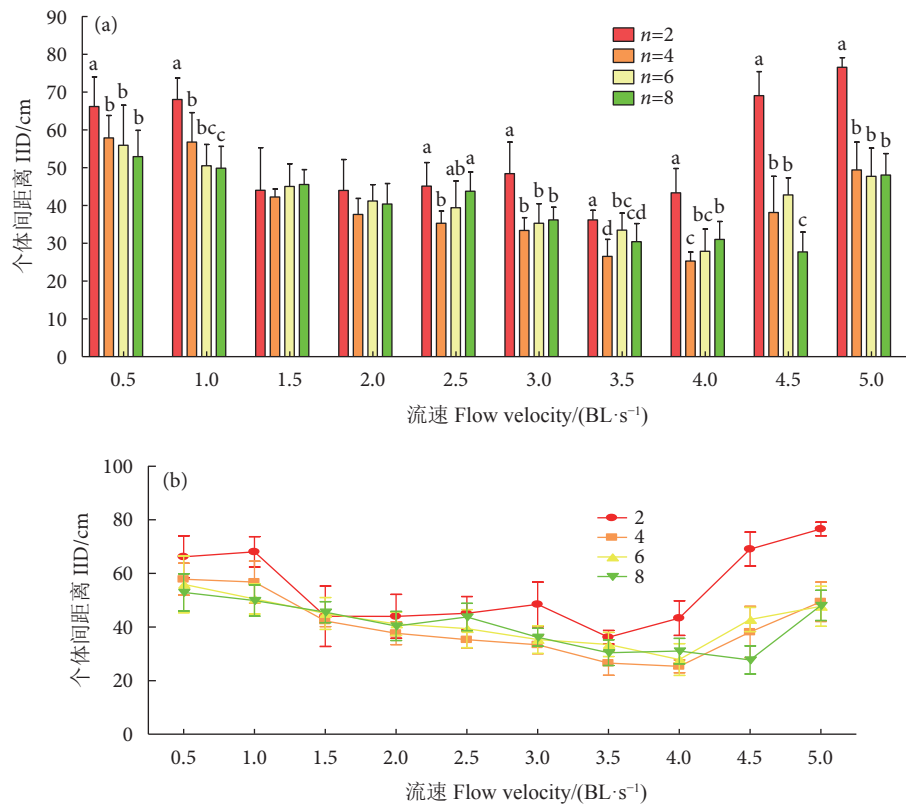 (a)
90
80
70
60
50
40
30
20
10
0
个体间距离 IID/cm
n=2
n=4
n=6
n=8
a b b b
a b bc c
a b ab a
a b b b
a d bc cd
a c bc b
a b b c
a b b b
0.5 1.0 1.5 2.0 2.5 3.0 3.5 4.0 4.5 5.0
流速 Flow velocity/(BL·s⁻¹)
(b)
100
80
60
40
20
0
个体间距离 IID/cm
2
4
6
8
0.5 1.0 1.5 2.0 2.5 3.0 3.5 4.0 4.5 5.0
流速 Flow velocity/(BL·s⁻¹)